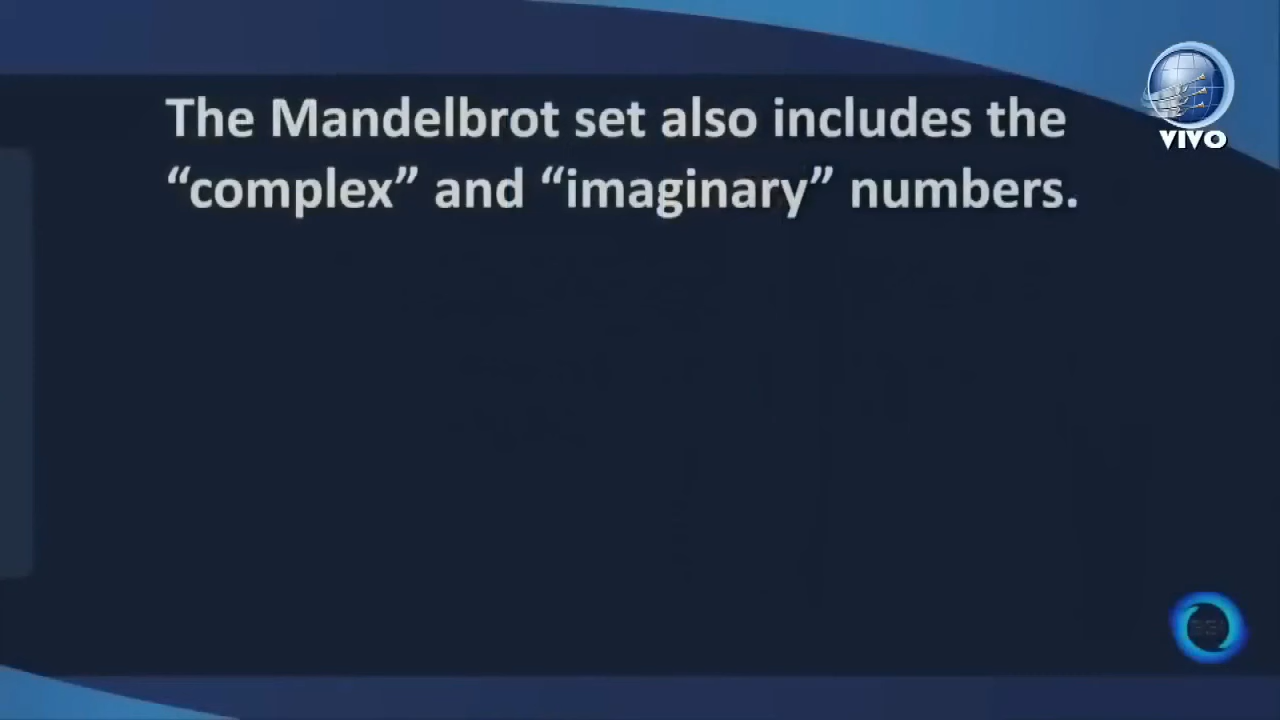 The Mandelbrot set also includes the
“complex” and “imaginary” numbers.
VIVO